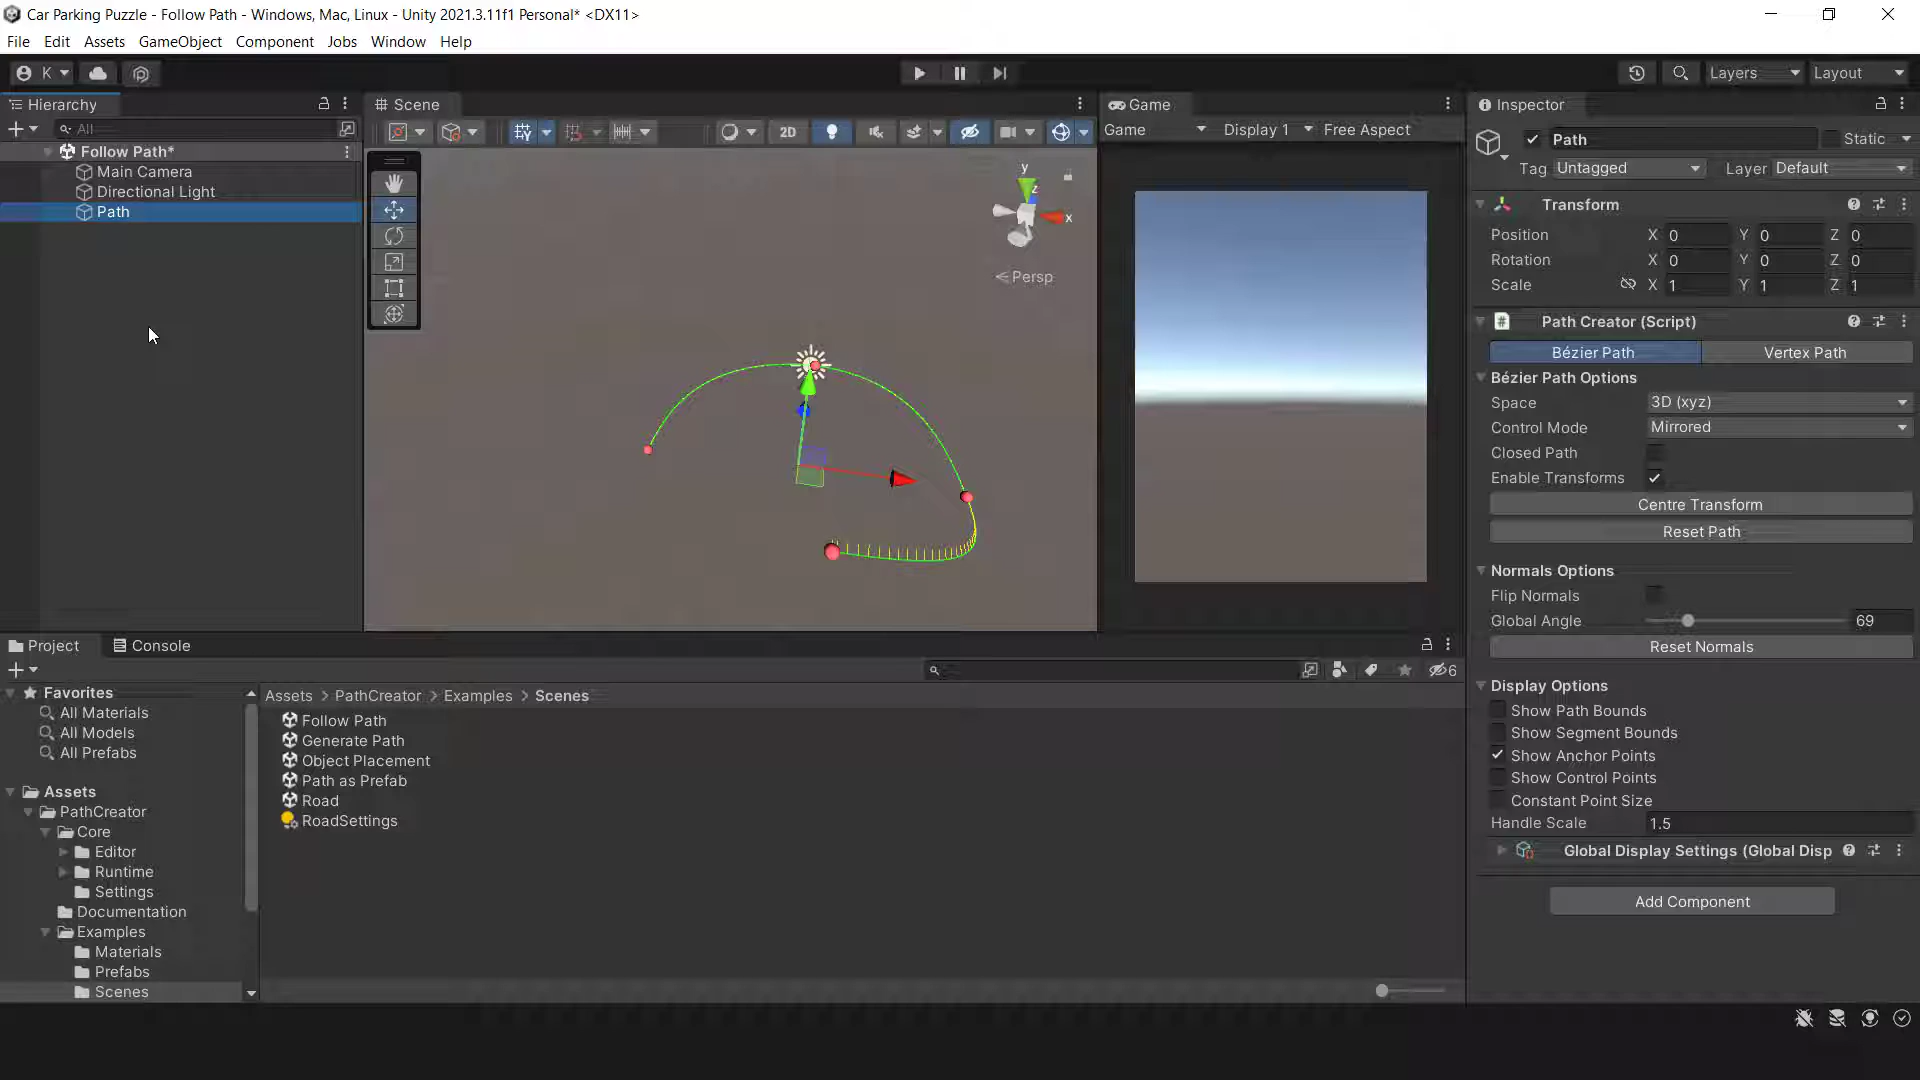 Car Parking Puzzle - Follow Path - Windows, Mac, Linux - Unity 2021.3.11f1 Personal* <DX11>
File Edit Assets GameObject Component Jobs Window Help
K
Layers
Layout
Hierarchy
All
Follow Path*
Main Camera
Directional Light
Path
Scene
2D
y
z
x
Persp
Game
Game
Display 1
Free Aspect
Inspector
Path
Static
Tag Untagged
Layer Default
Transform
Position X 0 Y 0 Z 0
Rotation X 0 Y 0 Z 0
Scale X 1 Y 1 Z 1
Path Creator (Script)
Bézier Path
Vertex Path
Bézier Path Options
Space 3D (xyz)
Control Mode Mirrored
Closed Path
Enable Transforms
Centre Transform
Reset Path
Normals Options
Flip Normals
Global Angle 69
Reset Normals
Display Options
Show Path Bounds
Show Segment Bounds
Show Anchor Points
Show Control Points
Constant Point Size
Handle Scale 1.5
Global Display Settings (Global Disp
Add Component
Project
Console
6
Favorites
All Materials
All Models
All Prefabs
Assets
PathCreator
Core
Editor
Runtime
Settings
Documentation
Examples
Materials
Prefabs
Scenes
Assets > PathCreator > Examples > Scenes
Follow Path
Generate Path
Object Placement
Path as Prefab
Road
RoadSettings